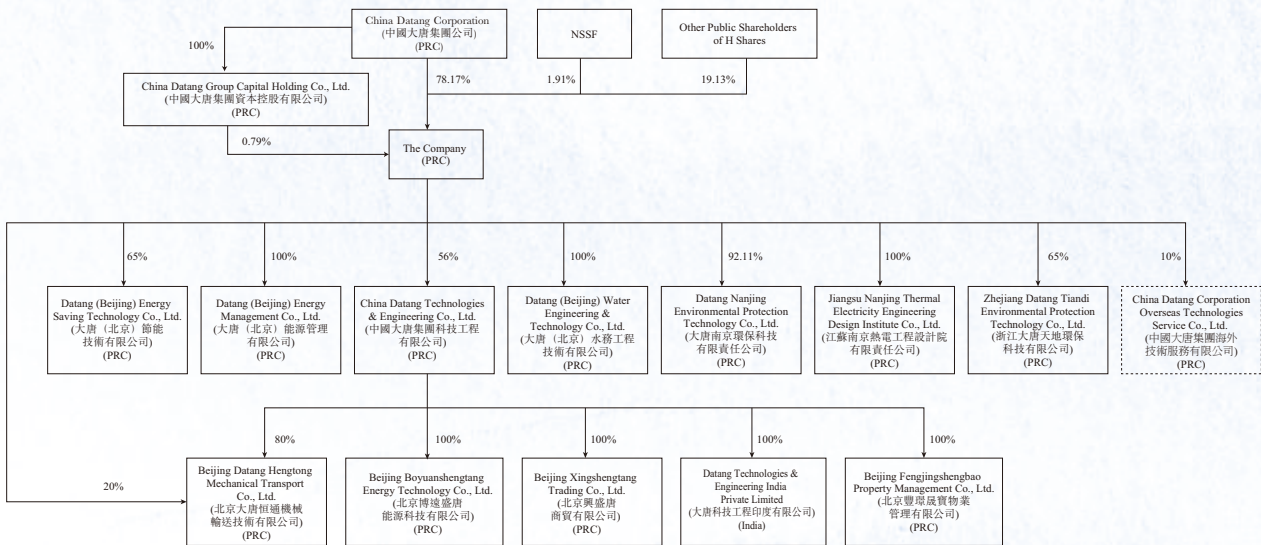 China Datang Corporation
(中國大唐集團公司)
(PRC)
NSSF
Other Public Shareholders
of H Shares
100%
78.17%
1.91%
19.13%
China Datang Group Capital Holding Co., Ltd.
(中國大唐集團資本控股有限公司)
(PRC)
0.79%
The Company
(PRC)
65%
100%
56%
100%
92.11%
100%
65%
10%
Datang (Beijing) Energy
Saving Technology Co., Ltd.
(大唐（北京）節能
技術有限公司)
(PRC)
Datang (Beijing) Energy
Management Co., Ltd.
(大唐（北京）能源管理
有限公司)
(PRC)
China Datang Technologies
& Engineering Co., Ltd.
(中國大唐集團科技工程
有限公司)
(PRC)
Datang (Beijing) Water
Engineering &
Technology Co., Ltd.
(大唐（北京）水務工程
技術有限公司)
(PRC)
Datang Nanjing
Environmental Protection
Technology Co., Ltd.
(大唐南京環保科技
有限責任公司)
(PRC)
Jiangsu Nanjing Thermal
Electricity Engineering
Design Institute Co., Ltd.
(江蘇南京熱電工程設計院
有限責任公司)
(PRC)
Zhejiang Datang Tiandi
Environmental Protection
Technology Co., Ltd.
(浙江大唐天地環保
科技有限公司)
(PRC)
China Datang Corporation
Overseas Technologies
Service Co., Ltd.
(中國大唐集團海外
技術服務有限公司)
(PRC)
20%
80%
100%
100%
100%
100%
Beijing Datang Hengtong
Mechanical Transport
Co., Ltd.
(北京大唐恒通機械
輸送技術有限公司)
(PRC)
Beijing Boyuanshengtang
Energy Technology Co., Ltd.
(北京博遠盛唐
能源科技有限公司)
(PRC)
Beijing Xingshengtang
Trading Co., Ltd.
(北京興盛唐
商貿有限公司)
(PRC)
Datang Technologies &
Engineering India
Private Limited
(大唐科技工程印度有限公司)
(India)
Beijing Fengjingshengbao
Property Management Co., Ltd.
(北京豐璟晟寶物業
管理有限公司)
(PRC)